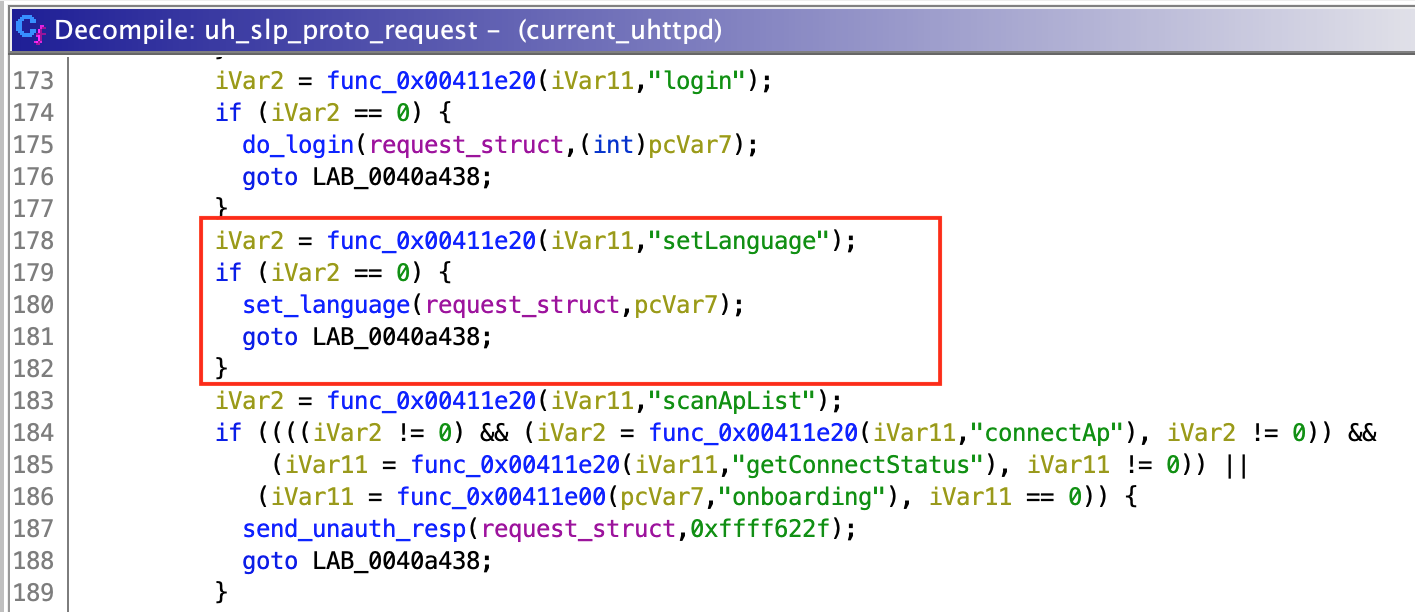 Decompile: uh_slp_proto_request – (current_uhttpd)
173 iVar2 = func_0x00411e20(iVar11,"login");
174 if (iVar2 == 0) {
175 do_login(request_struct,(int)pcVar7);
176 goto LAB_0040a438;
177 }
178 iVar2 = func_0x00411e20(iVar11,"setLanguage");
179 if (iVar2 == 0) {
180 set_language(request_struct,pcVar7);
181 goto LAB_0040a438;
182 }
183 iVar2 = func_0x00411e20(iVar11,"scanApList");
184 if ((((iVar2 != 0) && (iVar2 = func_0x00411e20(iVar11,"connectAp"), iVar2 != 0)) &&
185 (iVar11 = func_0x00411e20(iVar11,"getConnectStatus"), iVar11 != 0)) ||
186 (iVar11 = func_0x00411e00(pcVar7,"onboarding"), iVar11 == 0)) {
187 send_unauth_resp(request_struct,0xffff622f);
188 goto LAB_0040a438;
189 }